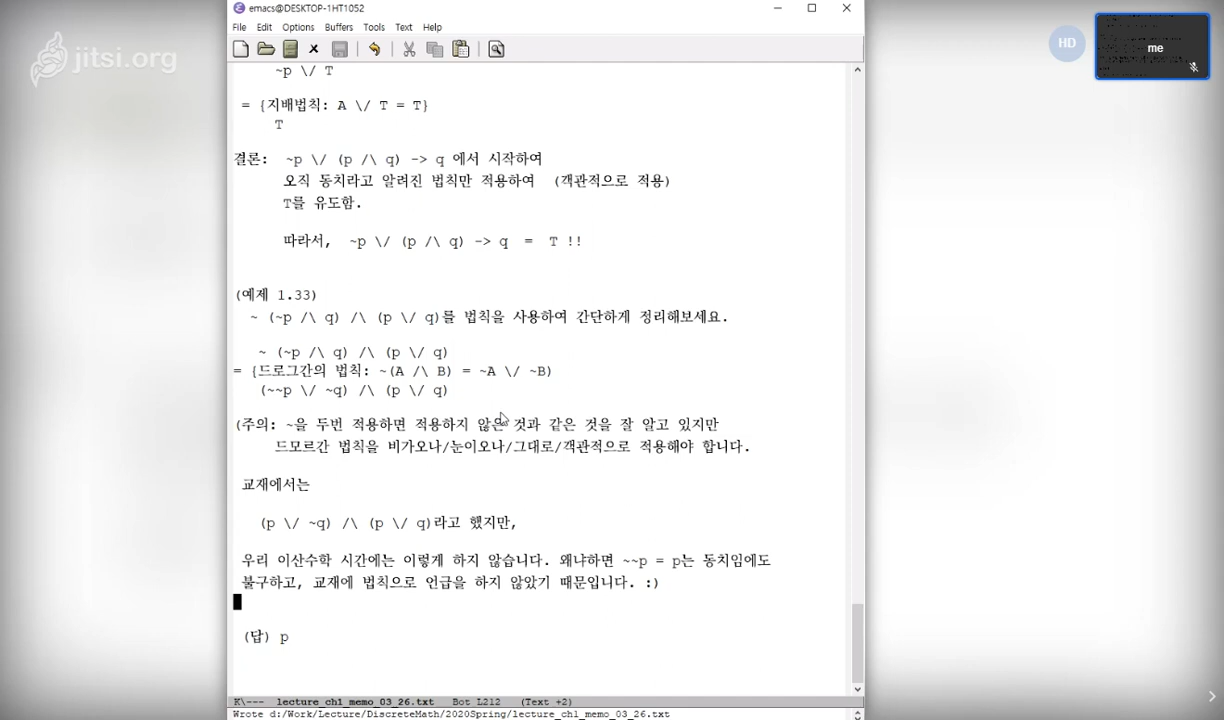 emacs@DESKTOP-1HT1052
File Edit Options Buffers Tools Text Help
jitsi.org
HD
me
~p \/ T
= {지배법칙: A \/ T = T}
T
결론: ~p \/ (p /\ q) -> q 에서 시작하여
오직 동치라고 알려진 법칙만 적용하여 (객관적으로 적용)
T를 유도함.
따라서, ~p \/ (p /\ q) -> q = T !!
(예제 1.33)
~ (~p /\ q) /\ (p \/ q)를 법칙을 사용하여 간단하게 정리해보세요.
~ (~p /\ q) /\ (p \/ q)
= {드로그간의 법칙: ~(A /\ B) = ~A \/ ~B)
(~~p \/ ~q) /\ (p \/ q)
(주의: ~을 두번 적용하면 적용하지 않은 것과 같은 것을 잘 알고 있지만
드모르간 법칙을 비가오나/눈이오나/그대로/객관적으로 적용해야 합니다.
교재에서는
(p \/ ~q) /\ (p \/ q)라고 했지만,
우리 이산수학 시간에는 이렇게 하지 않습니다. 왜냐하면 ~~p = p는 동치임에도
불구하고, 교재에 법칙으로 언급을 하지 않았기 때문입니다. :)
(답) p
K\--- lecture_ch1_memo_03_26.txt Bot L212 (Text +2)
Wrote d:/Work/Lecture/DiscreteMath/2020Spring/lecture_ch1_memo_03_26.txt